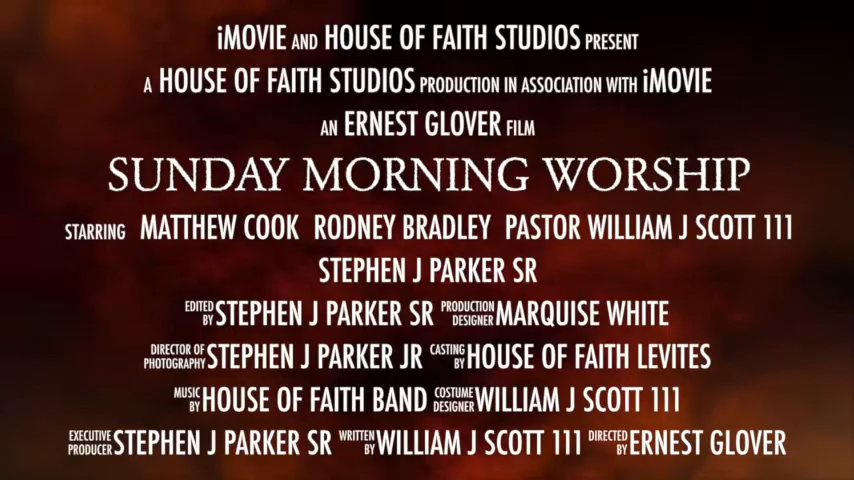 iMOVIE AND HOUSE OF FAITH STUDIOS PRESENT
A HOUSE OF FAITH STUDIOS PRODUCTION IN ASSOCIATION WITH iMOVIE
AN ERNEST GLOVER FILM
SUNDAY MORNING WORSHIP
STARRING MATTHEW COOK RODNEY BRADLEY PASTOR WILLIAM J SCOTT 111
STEPHEN J PARKER SR
EDITED BY STEPHEN J PARKER SR PRODUCTION DESIGNER MARQUISE WHITE
DIRECTOR OF PHOTOGRAPHY STEPHEN J PARKER JR CASTING BY HOUSE OF FAITH LEVITES
MUSIC BY HOUSE OF FAITH BAND COSTUME DESIGNER WILLIAM J SCOTT 111
EXECUTIVE PRODUCER STEPHEN J PARKER SR WRITTEN BY WILLIAM J SCOTT 111 DIRECTED BY ERNEST GLOVER